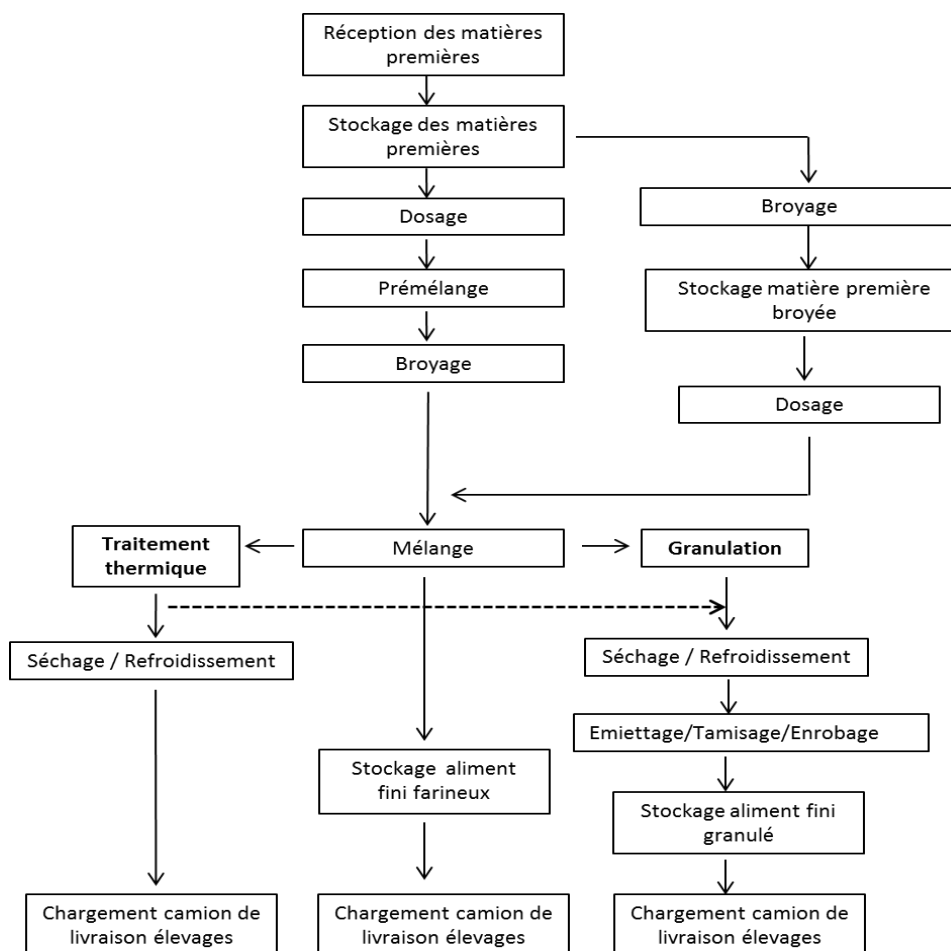 Réception des matières
premières
Stockage des matières
premières
Broyage
Dosage
Stockage matière première
broyée
Prémélange
Broyage
Dosage
Traitement
thermique
Mélange
Granulation
Séchage / Refroidissement
Séchage / Refroidissement
Emiettage/Tamisage/Enrobage
Stockage aliment
fini farineux
Stockage aliment fini
granulé
Chargement camion de
livraison élevages
Chargement camion de
livraison élevages
Chargement camion de
livraison élevages